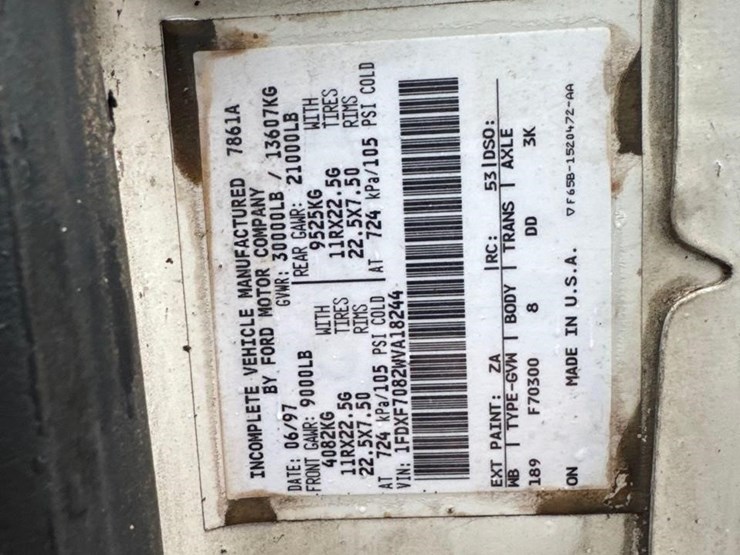 INCOMPLETE VEHICLE MANUFACTURED 7861A
BY FORD MOTOR COMPANY
DATE: 06/97 GVWR: 30000LB / 13607KG
FRONT GAWR: 9000LB REAR GAWR: 21000LB
4082KG WITH 9525KG WITH
11RX22.5G TIRES 11RX22.5G TIRES
22.5X7.50 RIMS 22.5X7.50 RIMS
AT 724 kPa/105 PSI COLD AT 724 kPa/105 PSI COLD
VIN: 1FDXF7082WVA18244
EXT PAINT: ZA RC: 53 DSO:
WB TYPE-GVW BODY TRANS AXLE
189 F70300 8 DD 3K
ON MADE IN U.S.A. ▽F65B-1520472-AA